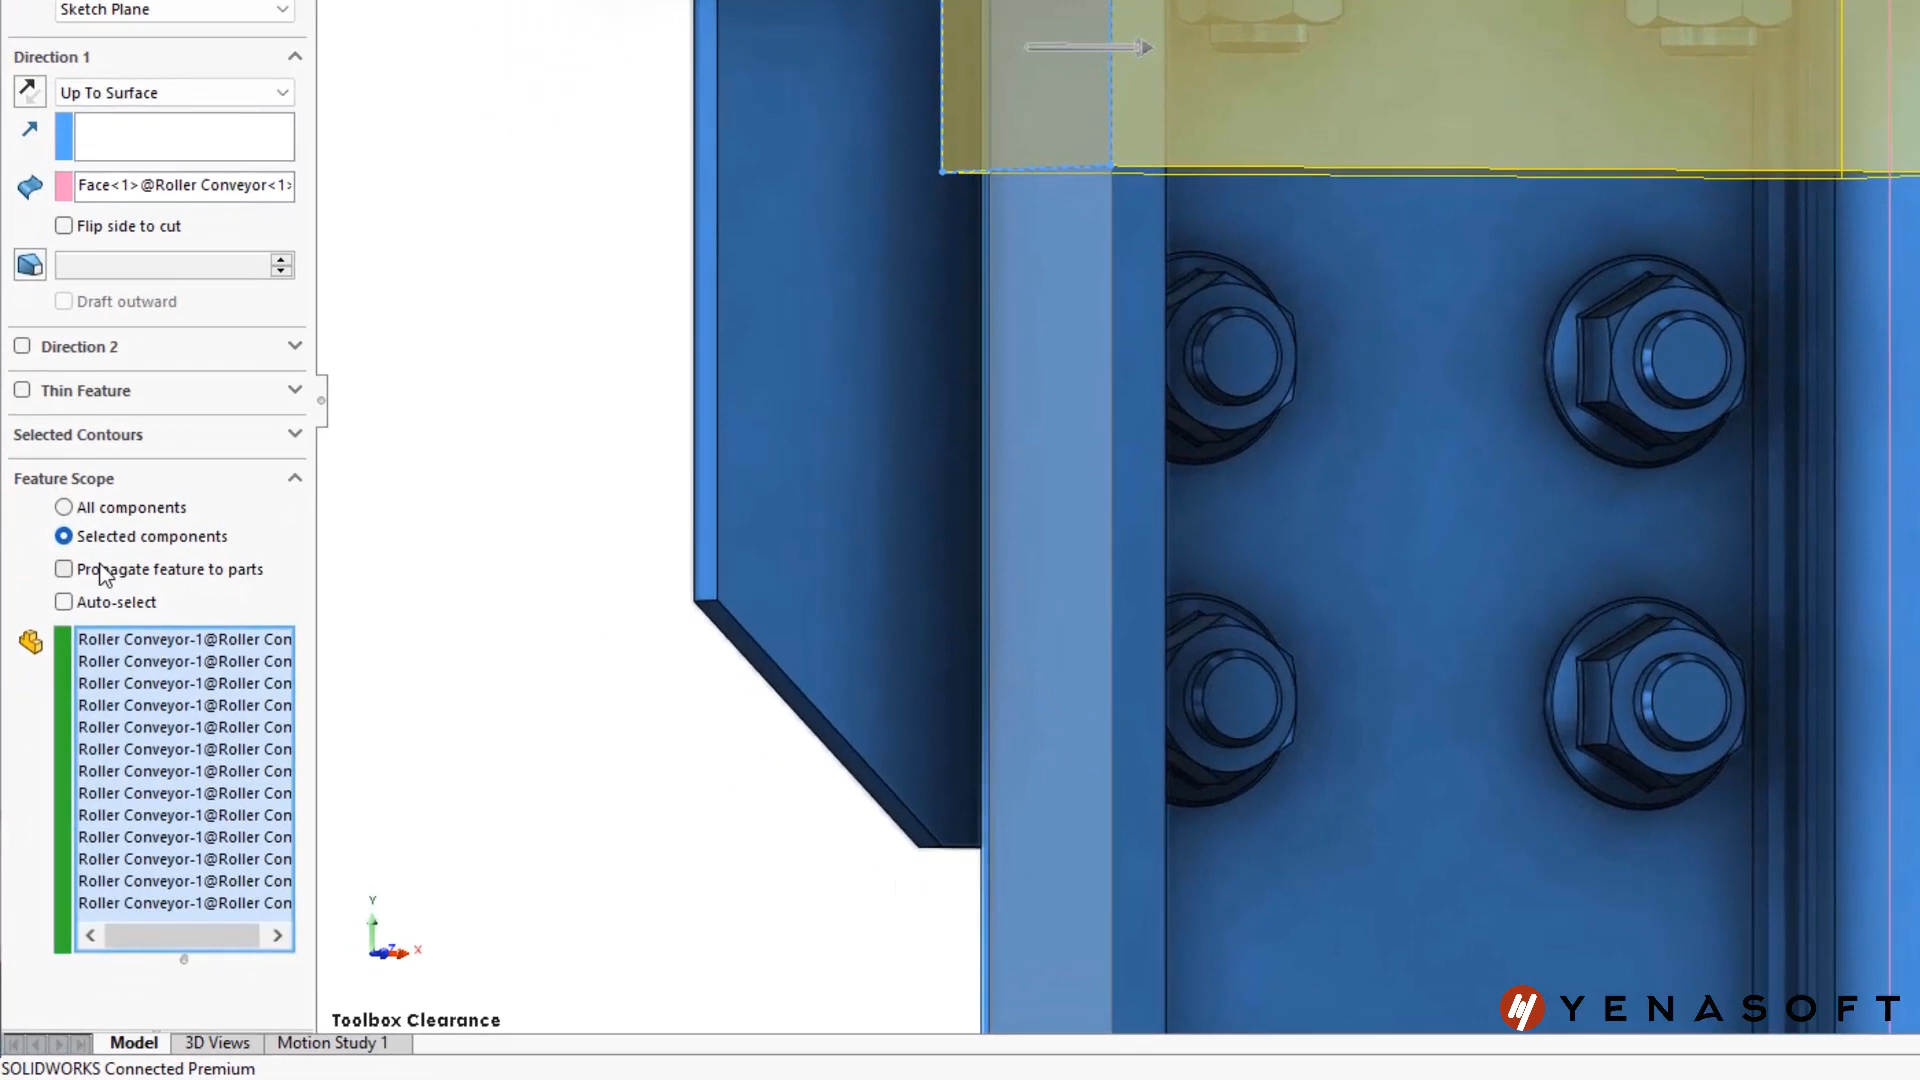 Sketch Plane
Direction 1
Up To Surface
Face<1>@Roller Conveyor<1>
Flip side to cut
Draft outward
Direction 2
Thin Feature
Selected Contours
Feature Scope
All components
Selected components
Propagate feature to parts
Auto-select
Roller Conveyor-1@Roller Con
Roller Conveyor-1@Roller Con
Roller Conveyor-1@Roller Con
Roller Conveyor-1@Roller Con
Roller Conveyor-1@Roller Con
Roller Conveyor-1@Roller Con
Roller Conveyor-1@Roller Con
Roller Conveyor-1@Roller Con
Roller Conveyor-1@Roller Con
Roller Conveyor-1@Roller Con
Roller Conveyor-1@Roller Con
Roller Conveyor-1@Roller Con
Roller Conveyor-1@Roller Con
Y
Z
X
Toolbox Clearance
YENASOFT
Model
3D Views
Motion Study 1
SOLIDWORKS Connected Premium